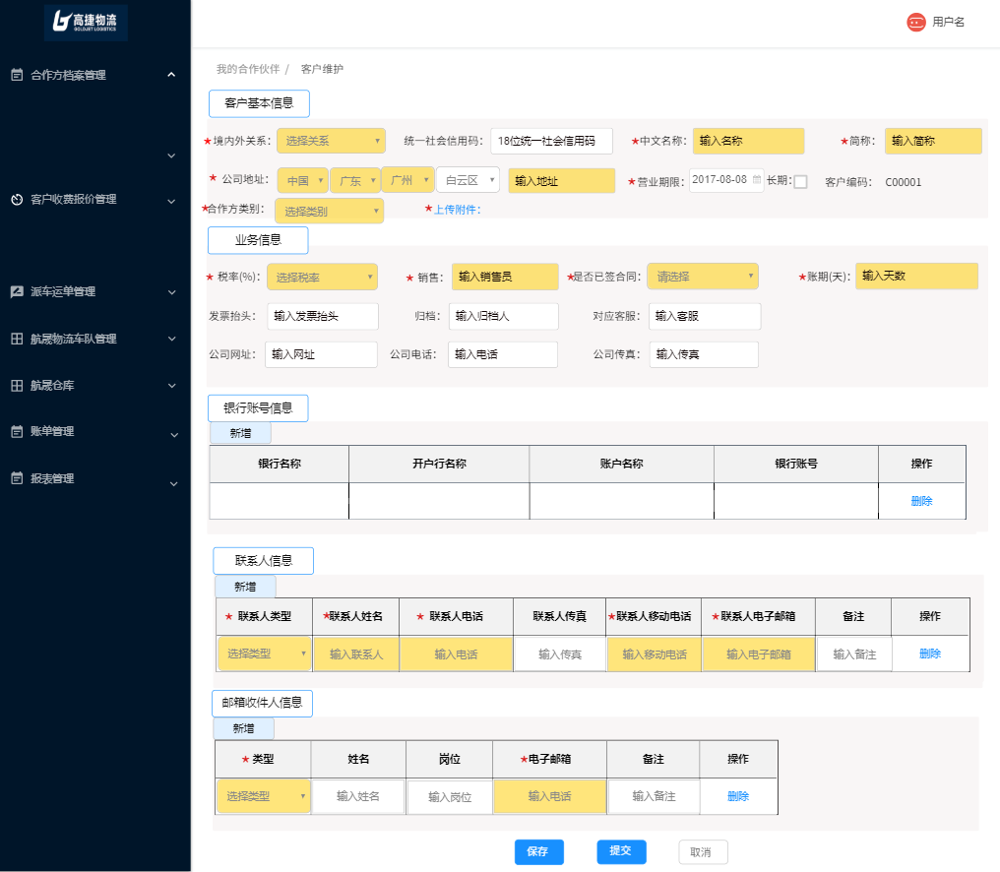 高捷物流
GOLDJET LOGISTICS
用户名
合作方档案管理
客户收费报价管理
派车运单管理
航晟物流车队管理
航晟仓库
账单管理
报表管理
我的合作伙伴 / 客户维护
客户基本信息
*境内外关系: 选择关系 统一社会信用码: 18位统一社会信用码 *中文名称: 输入名称 *简称: 输入简称
* 公司地址: 中国 广东 广州 白云区 输入地址 *营业期限: 2017-08-08 长期: 客户编码: C00001
*合作方类别: 选择类别 *上传附件:
业务信息
* 税率(%): 选择税率 * 销售: 输入销售员 *是否已签合同: 请选择 *账期(天): 输入天数
发票抬头: 输入发票抬头 归档: 输入归档人 对应客服: 输入客服
公司网址: 输入网址 公司电话: 输入电话 公司传真: 输入传真
银行账号信息
新增
银行名称 开户行名称 账户名称 银行账号 操作
删除
联系人信息
新增
* 联系人类型 *联系人姓名 * 联系人电话 联系人传真 *联系人移动电话 *联系人电子邮箱 备注 操作
选择类型 输入联系人 输入电话 输入传真 输入移动电话 输入电子邮箱 输入备注 删除
邮箱收件人信息
新增
* 类型 姓名 岗位 *电子邮箱 备注 操作
选择类型 输入姓名 输入岗位 输入电话 输入备注 删除
保存 提交 取消